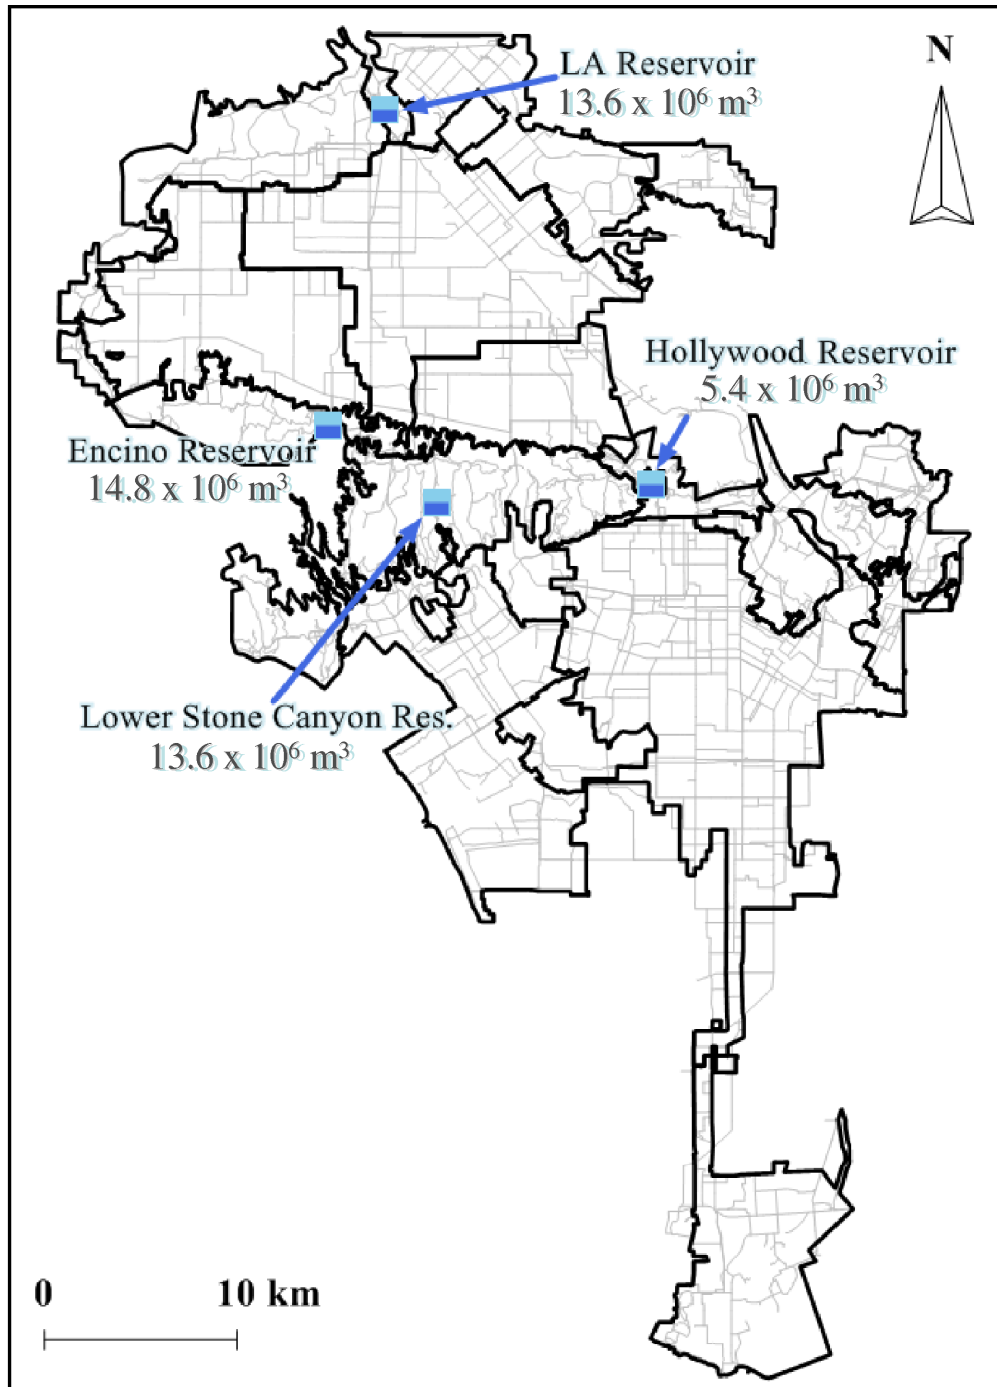 N
LA Reservoir
13.6 x 10⁶ m³
Hollywood Reservoir
5.4 x 10⁶ m³
Encino Reservoir
14.8 x 10⁶ m³
Lower Stone Canyon Res.
13.6 x 10⁶ m³
0 10 km